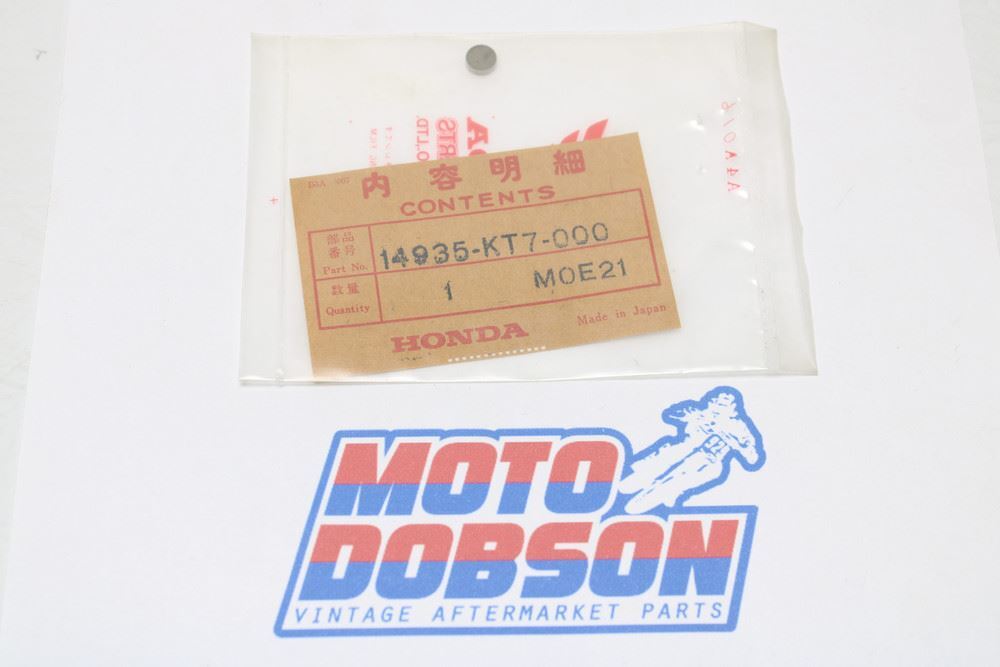 内容明細
CONTENTS
部品番号
Part No.
14935-KT7-000
数量
Quantity
1 M0E21
HONDA
Made in Japan
MOTO
DOBSON
VINTAGE AFTERMARKET PARTS